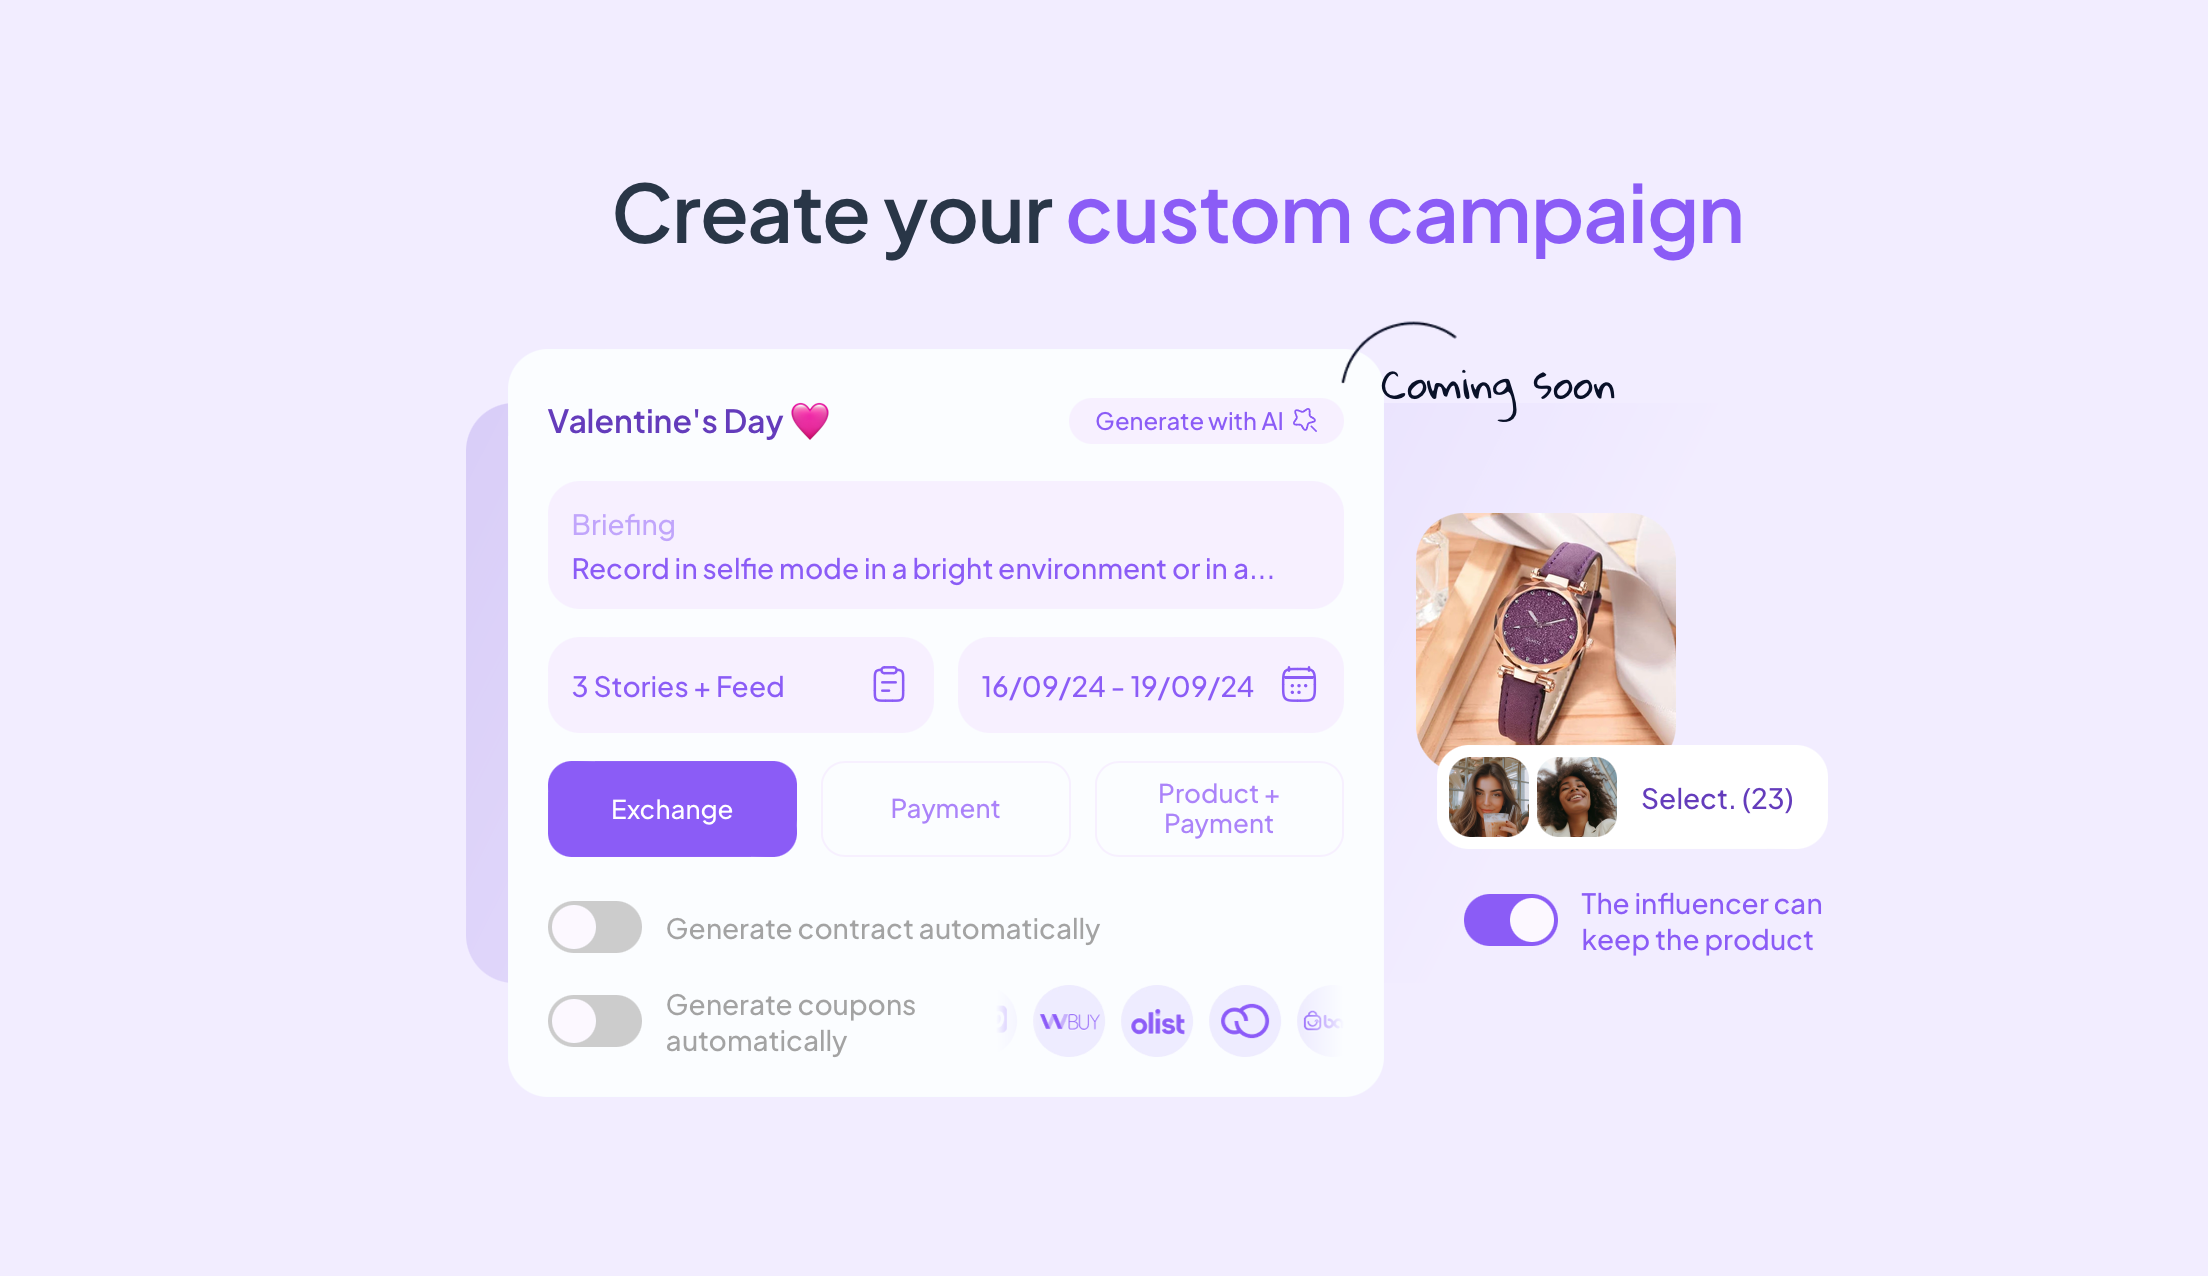 Create your custom campaign
Coming soon
Valentine's Day
Generate with AI
Briefing
Record in selfie mode in a bright environment or in a...
3 Stories + Feed
16/09/24 - 19/09/24
Exchange
Payment
Product +
Payment
Select. (23)
Generate contract automatically
The influencer can
keep the product
Generate coupons
automatically
WBUY
olist